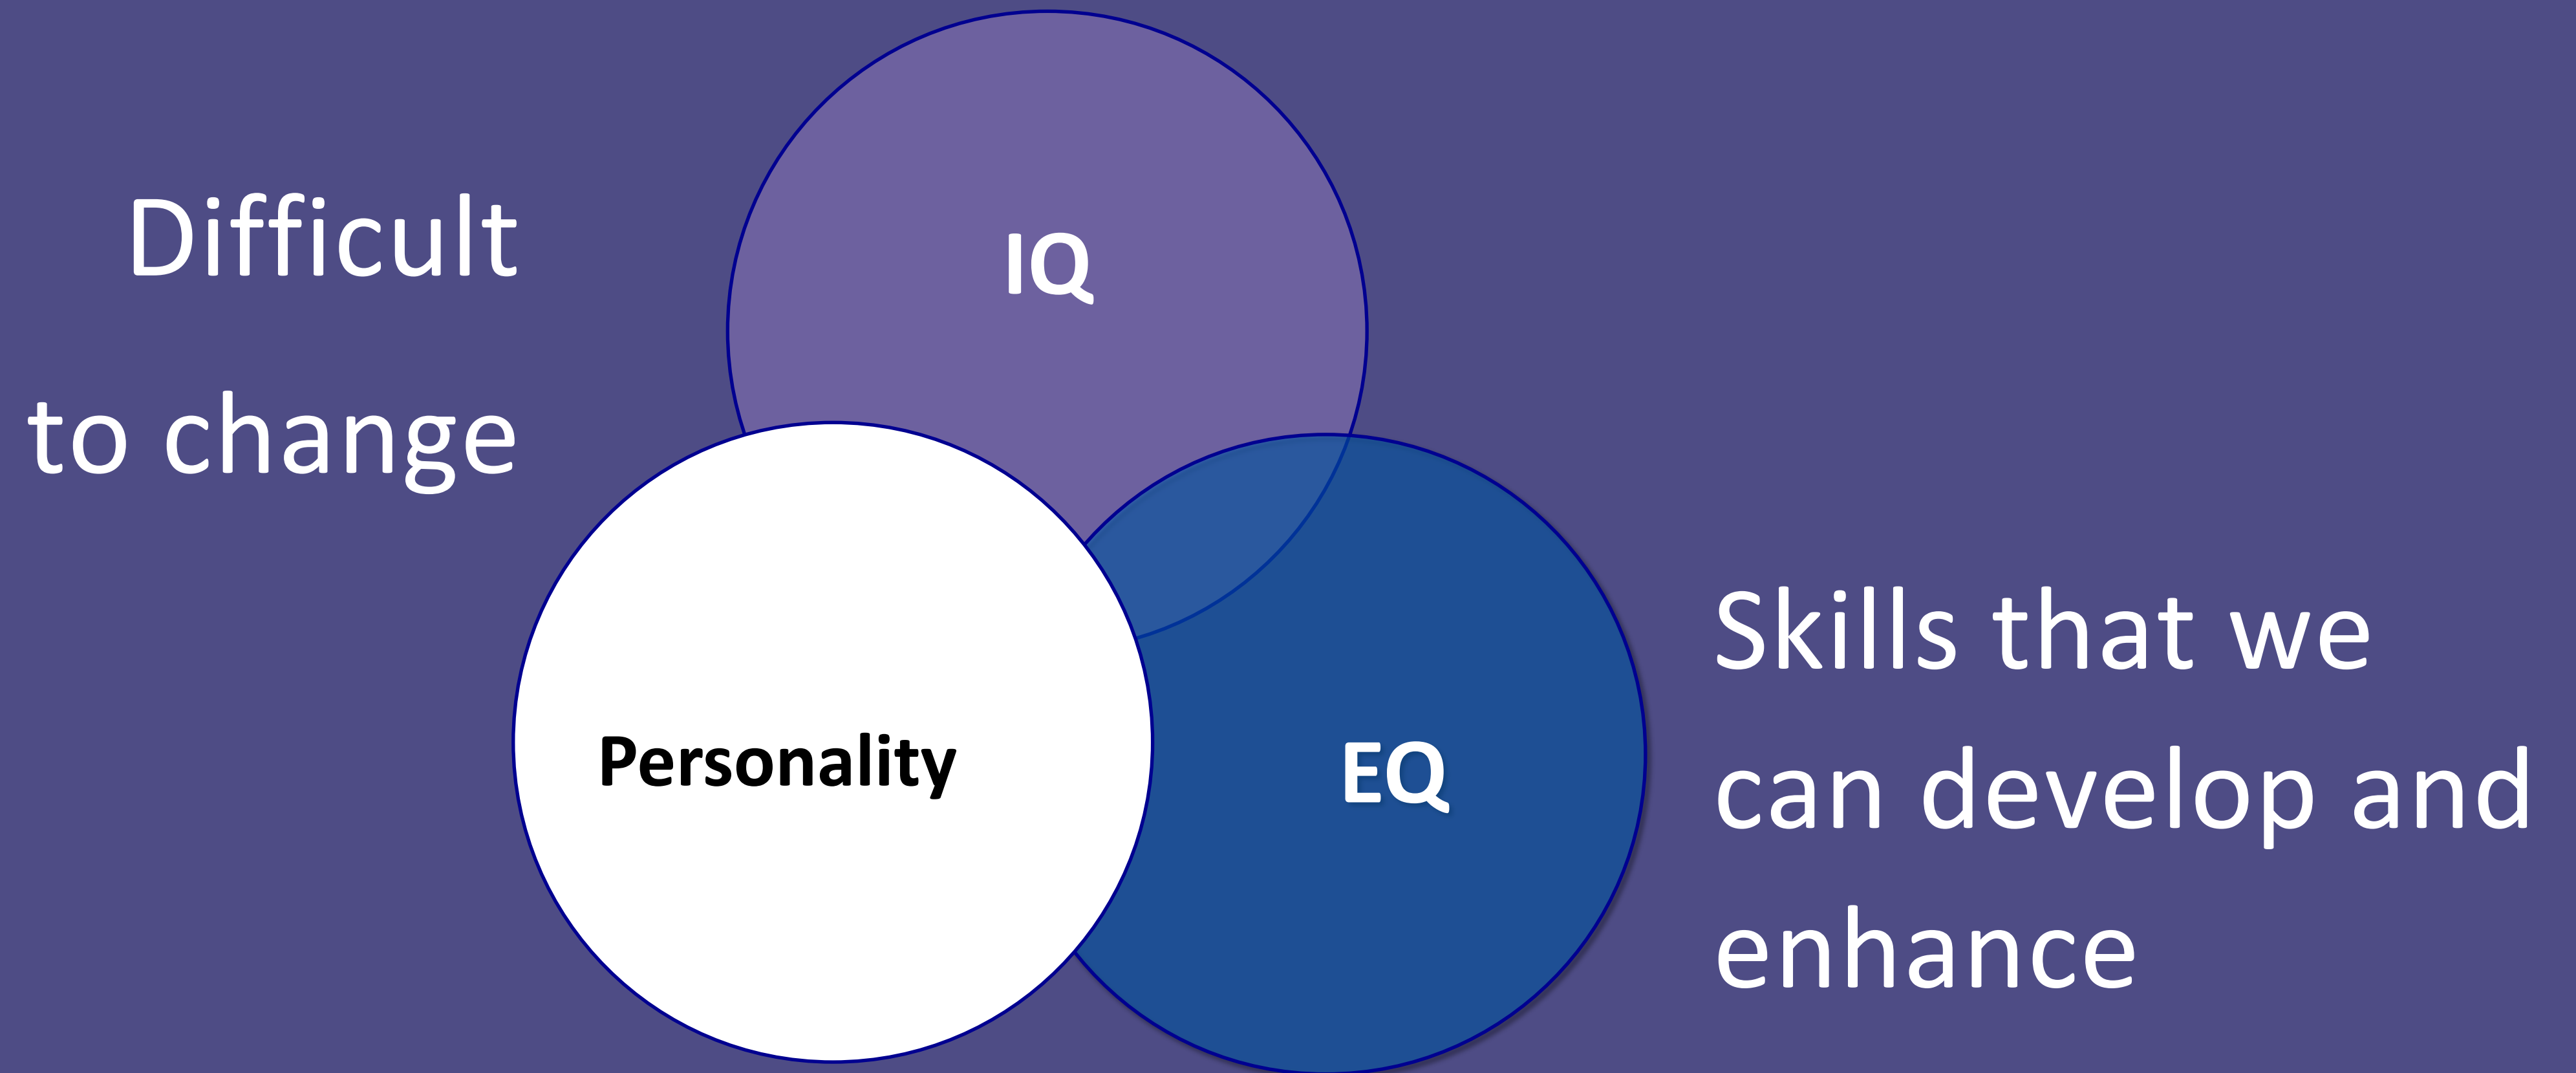 Difficult
to change
IQ
Personality
EQ
Skills that we
can develop and
enhance